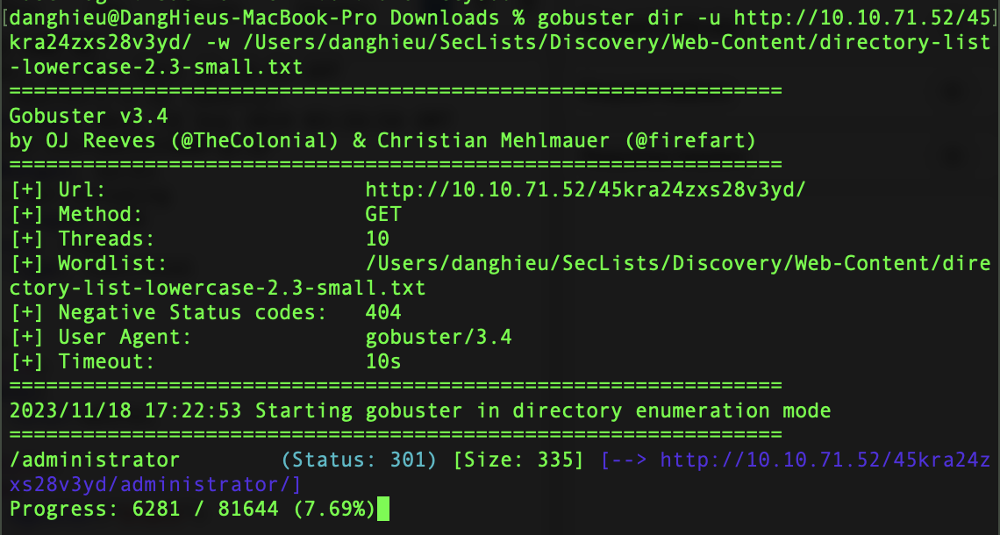 [danghieu@DangHieus-MacBook-Pro Downloads % gobuster dir -u http://10.10.71.52/45]
kra24zxs28v3yd/ -w /Users/danghieu/SecLists/Discovery/Web-Content/directory-list
-lowercase-2.3-small.txt
===============================================================
Gobuster v3.4
by OJ Reeves (@TheColonial) & Christian Mehlmauer (@firefart)
===============================================================
[+] Url:                     http://10.10.71.52/45kra24zxs28v3yd/
[+] Method:                  GET
[+] Threads:                 10
[+] Wordlist:                /Users/danghieu/SecLists/Discovery/Web-Content/dire
ctory-list-lowercase-2.3-small.txt
[+] Negative Status codes:   404
[+] User Agent:              gobuster/3.4
[+] Timeout:                 10s
===============================================================
2023/11/18 17:22:53 Starting gobuster in directory enumeration mode
===============================================================
/administrator        (Status: 301) [Size: 335] [--> http://10.10.71.52/45kra24z
xs28v3yd/administrator/]
Progress: 6281 / 81644 (7.69%)